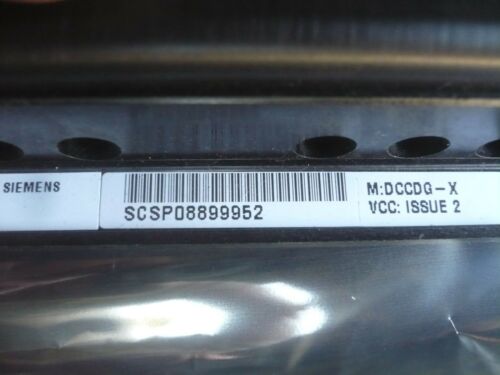 SIEMENS
SCSP08899952
M:DCCDG-X
VCC: ISSUE 2